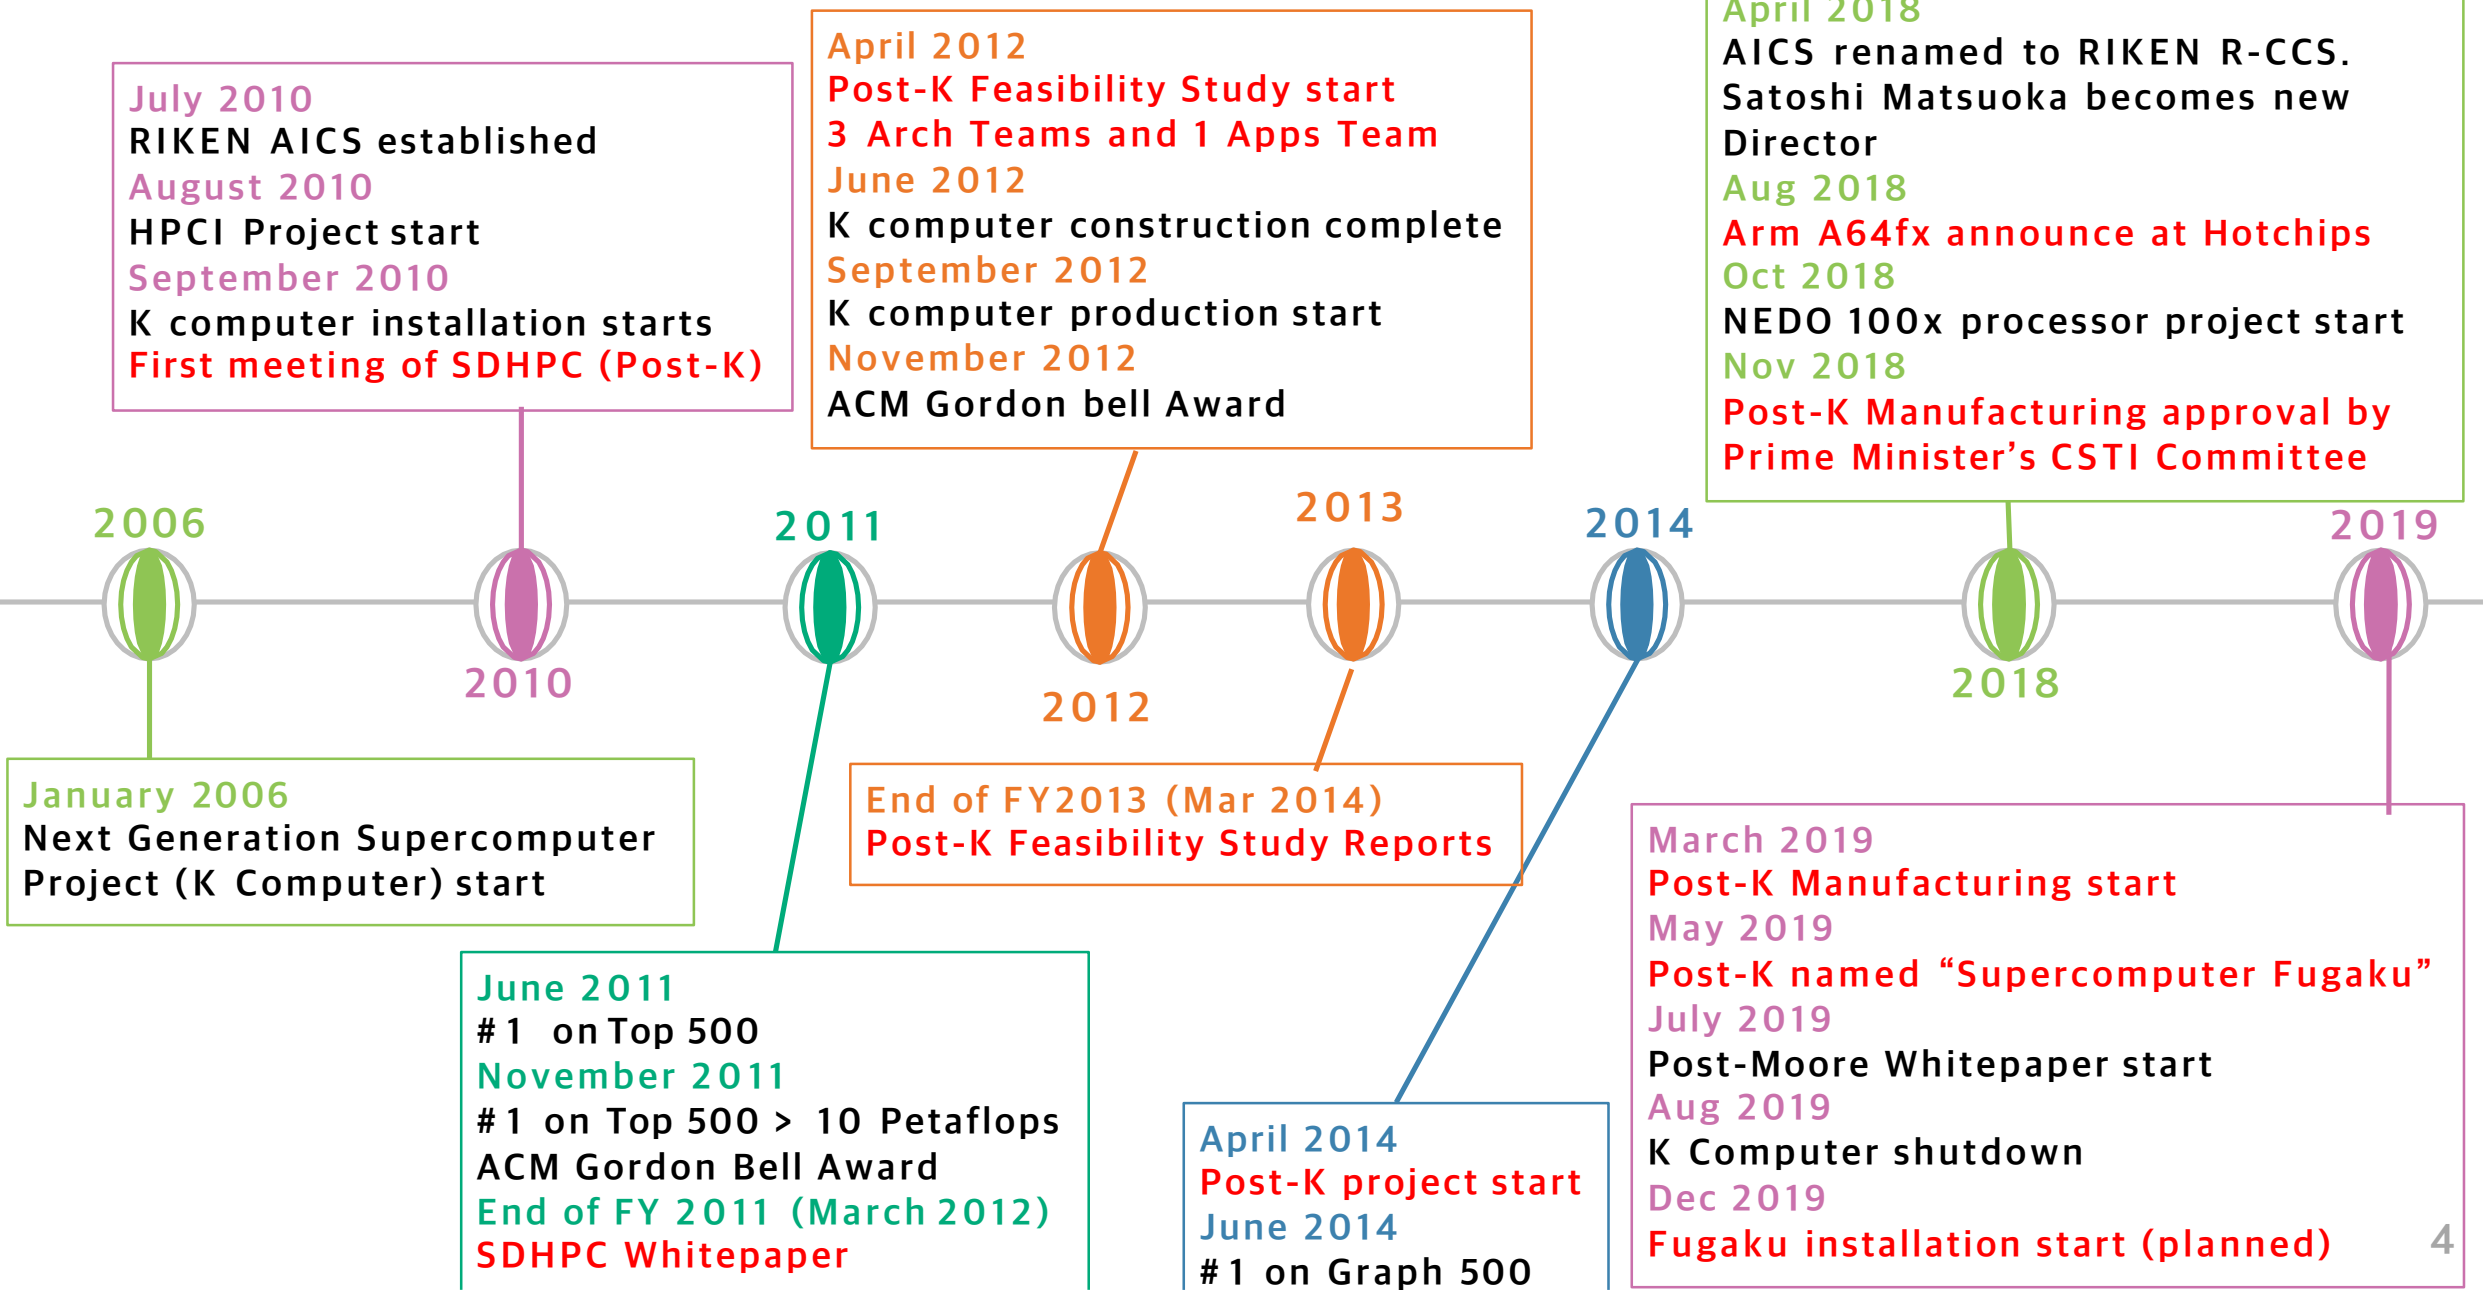 July 2010
RIKEN AICS established
August 2010
HPCI Project start
September 2010
K computer installation starts
First meeting of SDHPC (Post-K)
April 2012
Post-K Feasibility Study start
3 Arch Teams and 1 Apps Team
June 2012
K computer construction complete
September 2012
K computer production start
November 2012
ACM Gordon bell Award
April 2018
AICS renamed to RIKEN R-CCS.
Satoshi Matsuoka becomes new
Director
Aug 2018
Arm A64fx announce at Hotchips
Oct 2018
NEDO 100x processor project start
Nov 2018
Post-K Manufacturing approval by
Prime Minister’s CSTI Committee
2006
2010
2011
2012
2013
2014
2018
2019
January 2006
Next Generation Supercomputer
Project (K Computer) start
June 2011
#1 on Top 500
November 2011
#1 on Top 500 > 10 Petaflops
ACM Gordon Bell Award
End of FY 2011 (March 2012)
SDHPC Whitepaper
End of FY2013 (Mar 2014)
Post-K Feasibility Study Reports
April 2014
Post-K project start
June 2014
#1 on Graph 500
March 2019
Post-K Manufacturing start
May 2019
Post-K named “Supercomputer Fugaku”
July 2019
Post-Moore Whitepaper start
Aug 2019
K Computer shutdown
Dec 2019
Fugaku installation start (planned)
4